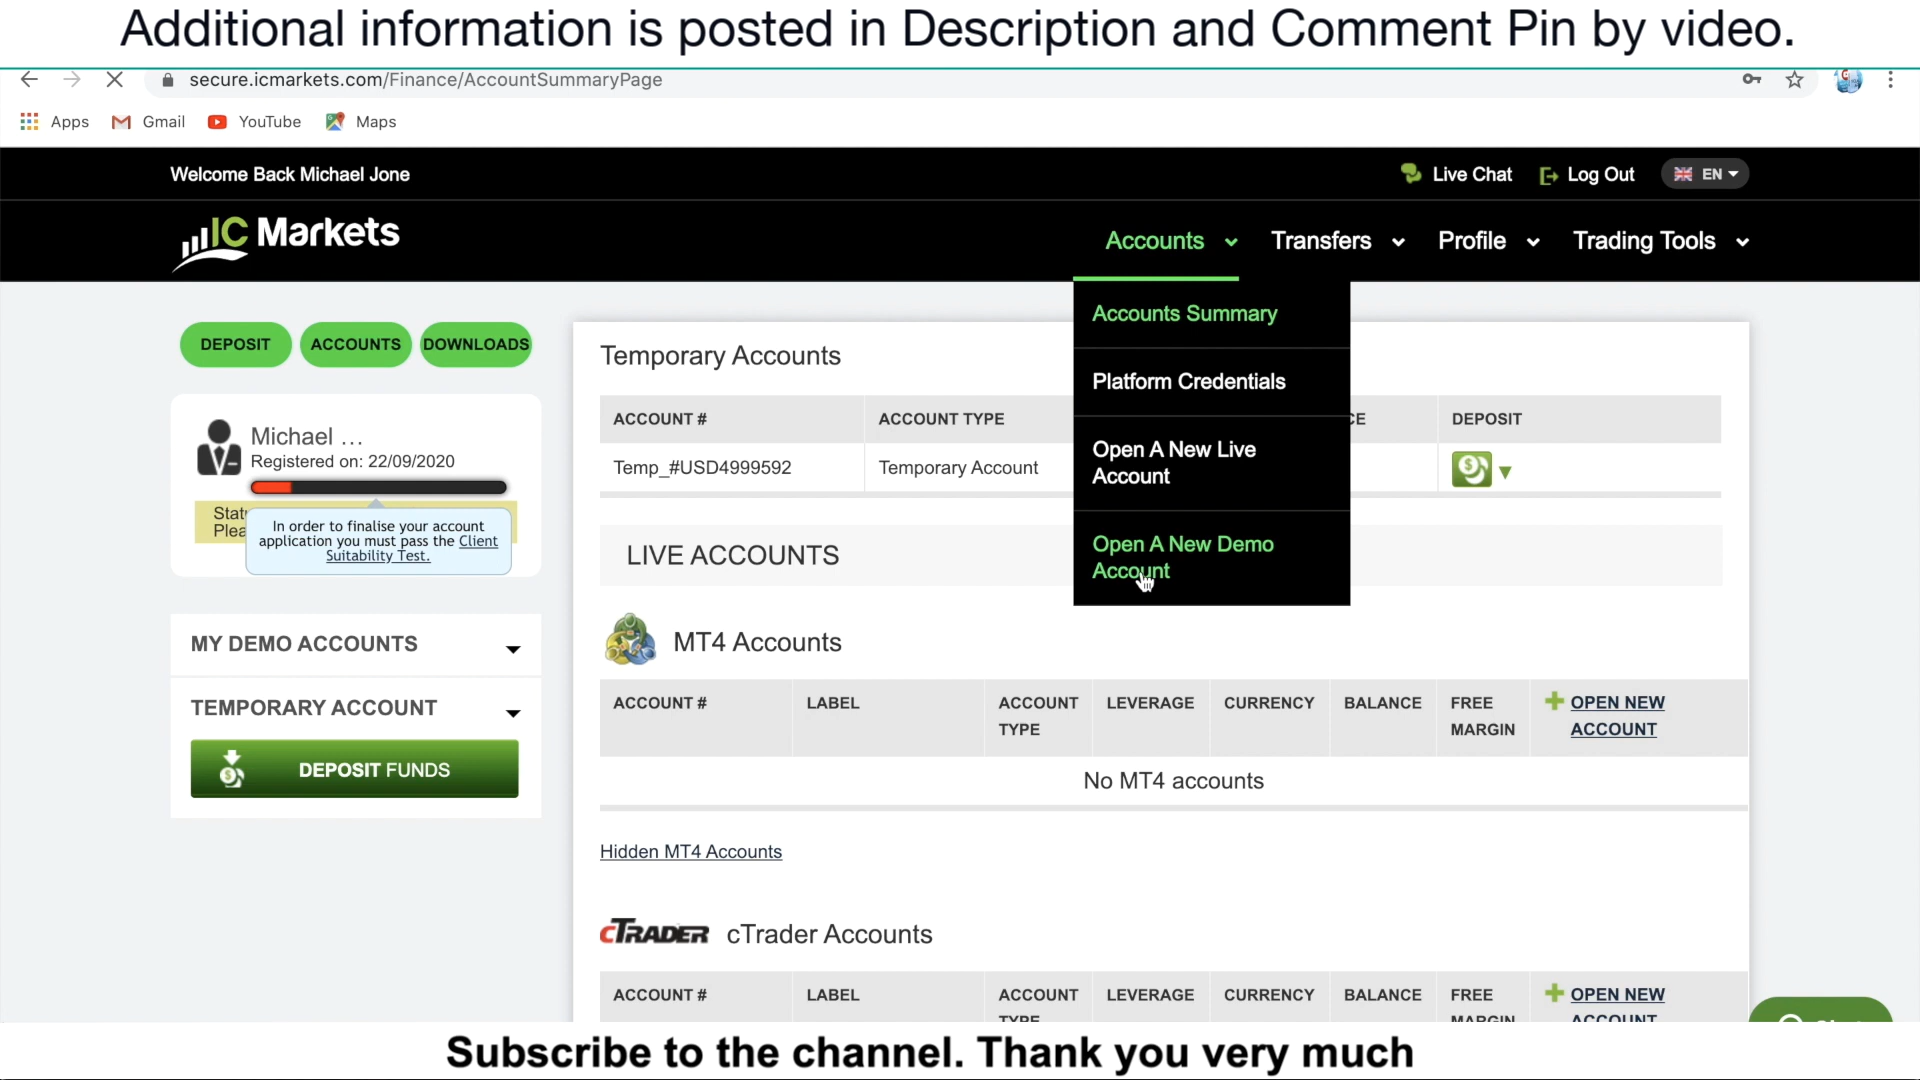 Additional information is posted in Description and Comment Pin by video.
secure.icmarkets.com/Finance/AccountSummaryPage
Apps Gmail YouTube Maps
Welcome Back Michael Jone
Live Chat Log Out EN
IC Markets
Accounts Transfers Profile Trading Tools
Accounts Summary
Platform Credentials
Open A New Live
Account
Open A New Demo
Account
DEPOSIT ACCOUNTS DOWNLOADS
Michael ...
Registered on: 22/09/2020
Stat
Plea
In order to finalise your account
application you must pass the Client
Suitability Test.
MY DEMO ACCOUNTS
TEMPORARY ACCOUNT
DEPOSIT FUNDS
Temporary Accounts
ACCOUNT # ACCOUNT TYPE CE DEPOSIT
Temp_#USD4999592 Temporary Account
LIVE ACCOUNTS
MT4 Accounts
ACCOUNT # LABEL ACCOUNT TYPE LEVERAGE CURRENCY BALANCE FREE MARGIN OPEN NEW ACCOUNT
No MT4 accounts
Hidden MT4 Accounts
cTRADER cTrader Accounts
ACCOUNT # LABEL ACCOUNT TYPE LEVERAGE CURRENCY BALANCE FREE MARGIN OPEN NEW ACCOUNT
Subscribe to the channel. Thank you very much